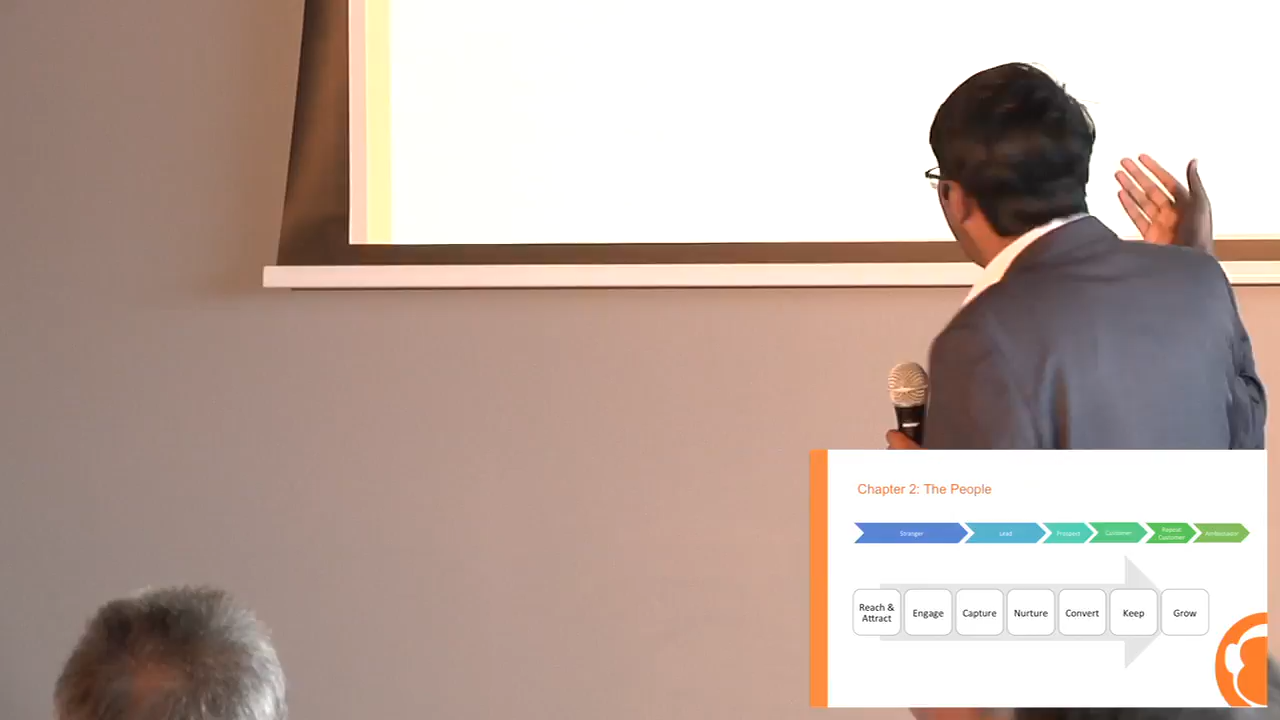 Chapter 2: The People
Stranger
Lead
Prospect
Customer
Repeat
Customer
Ambassador
Reach &
Attract
Engage
Capture
Nurture
Convert
Keep
Grow